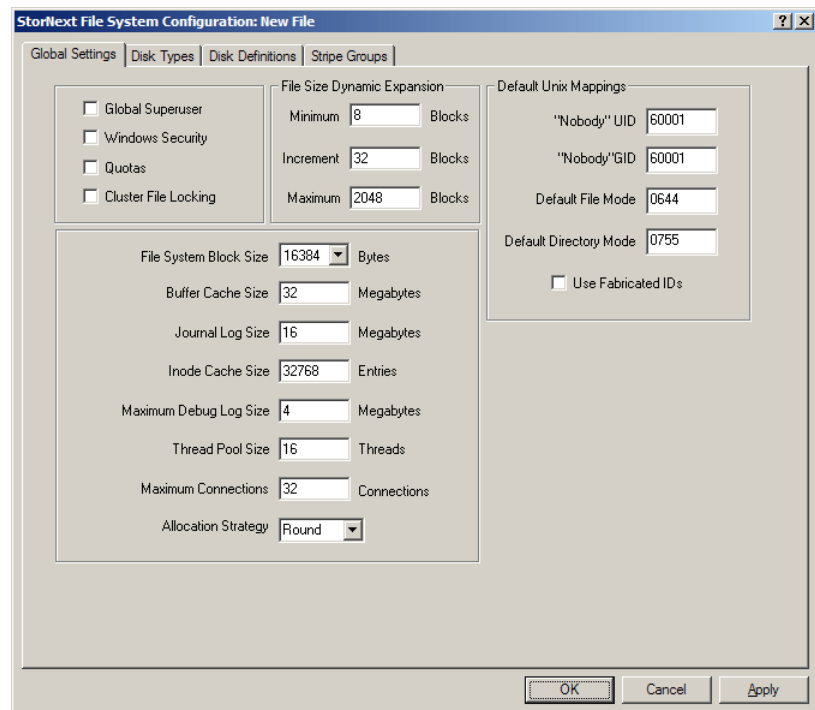 StorNext File System Configuration: New File
? ×
Global Settings Disk Types Disk Definitions Stripe Groups
Global Superuser
Windows Security
Quotas
Cluster File Locking
File Size Dynamic Expansion
Minimum 8 Blocks
Increment 32 Blocks
Maximum 2048 Blocks
Default Unix Mappings
"Nobody" UID 60001
"Nobody"GID 60001
Default File Mode 0644
Default Directory Mode 0755
Use Fabricated IDs
File System Block Size 16384 Bytes
Buffer Cache Size 32 Megabytes
Journal Log Size 16 Megabytes
Inode Cache Size 32768 Entries
Maximum Debug Log Size 4 Megabytes
Thread Pool Size 16 Threads
Maximum Connections 32 Connections
Allocation Strategy Round
OK Cancel Apply